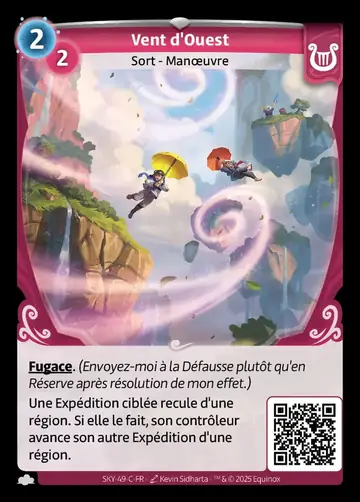 2
2
Vent d'Ouest
Sort - Manœuvre
Fugace. (Envoyez-moi à la Défausse plutôt qu'en
Réserve après résolution de mon effet.)
Une Expédition ciblée recule d'une
région. Si elle le fait, son contrôleur
avance son autre Expédition d'une
région.
SKY-49-C-FR - Kevin Sidharta - ™ & © 2025 Equinox